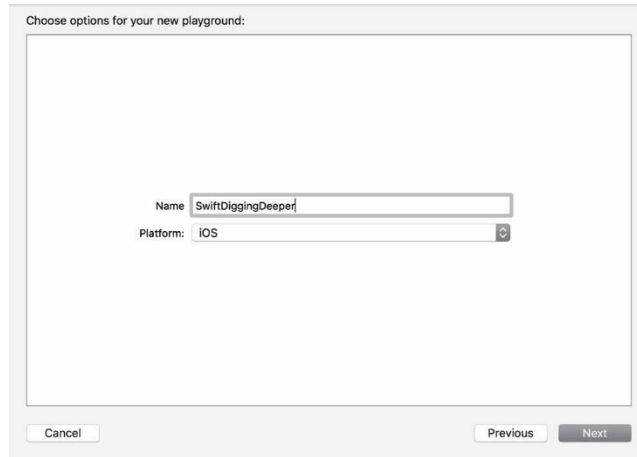 Choose options for your new playground:
Name SwiftDiggingDeeper
Platform: iOS
Cancel Previous Next